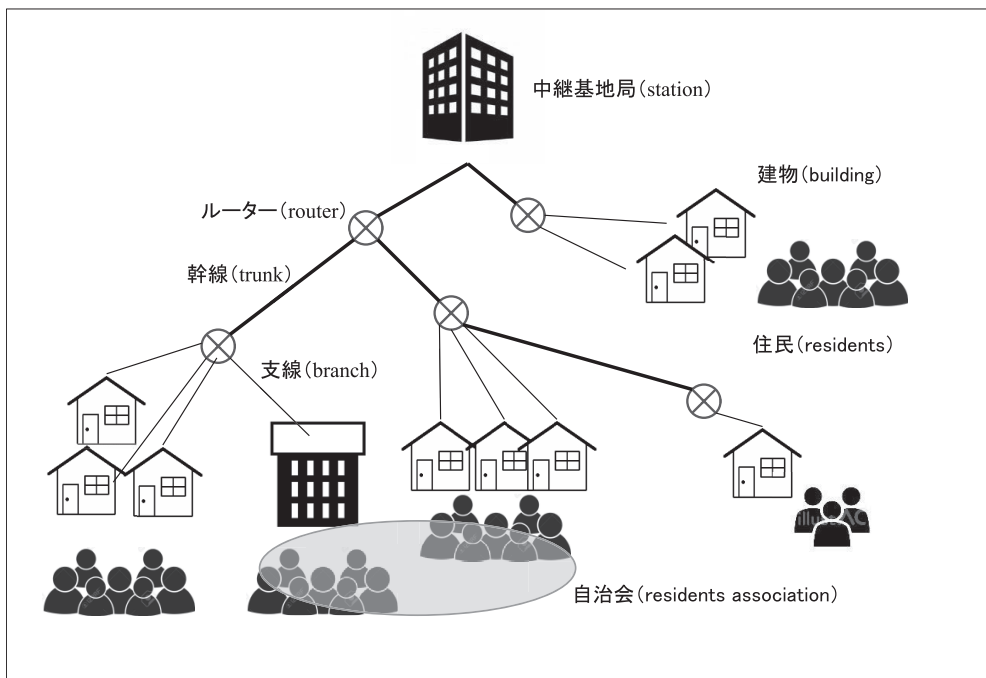 中継基地局(station)
建物(building)
ルーター(router)
幹線(trunk)
住民(residents)
支線(branch)
自治会(residents association)